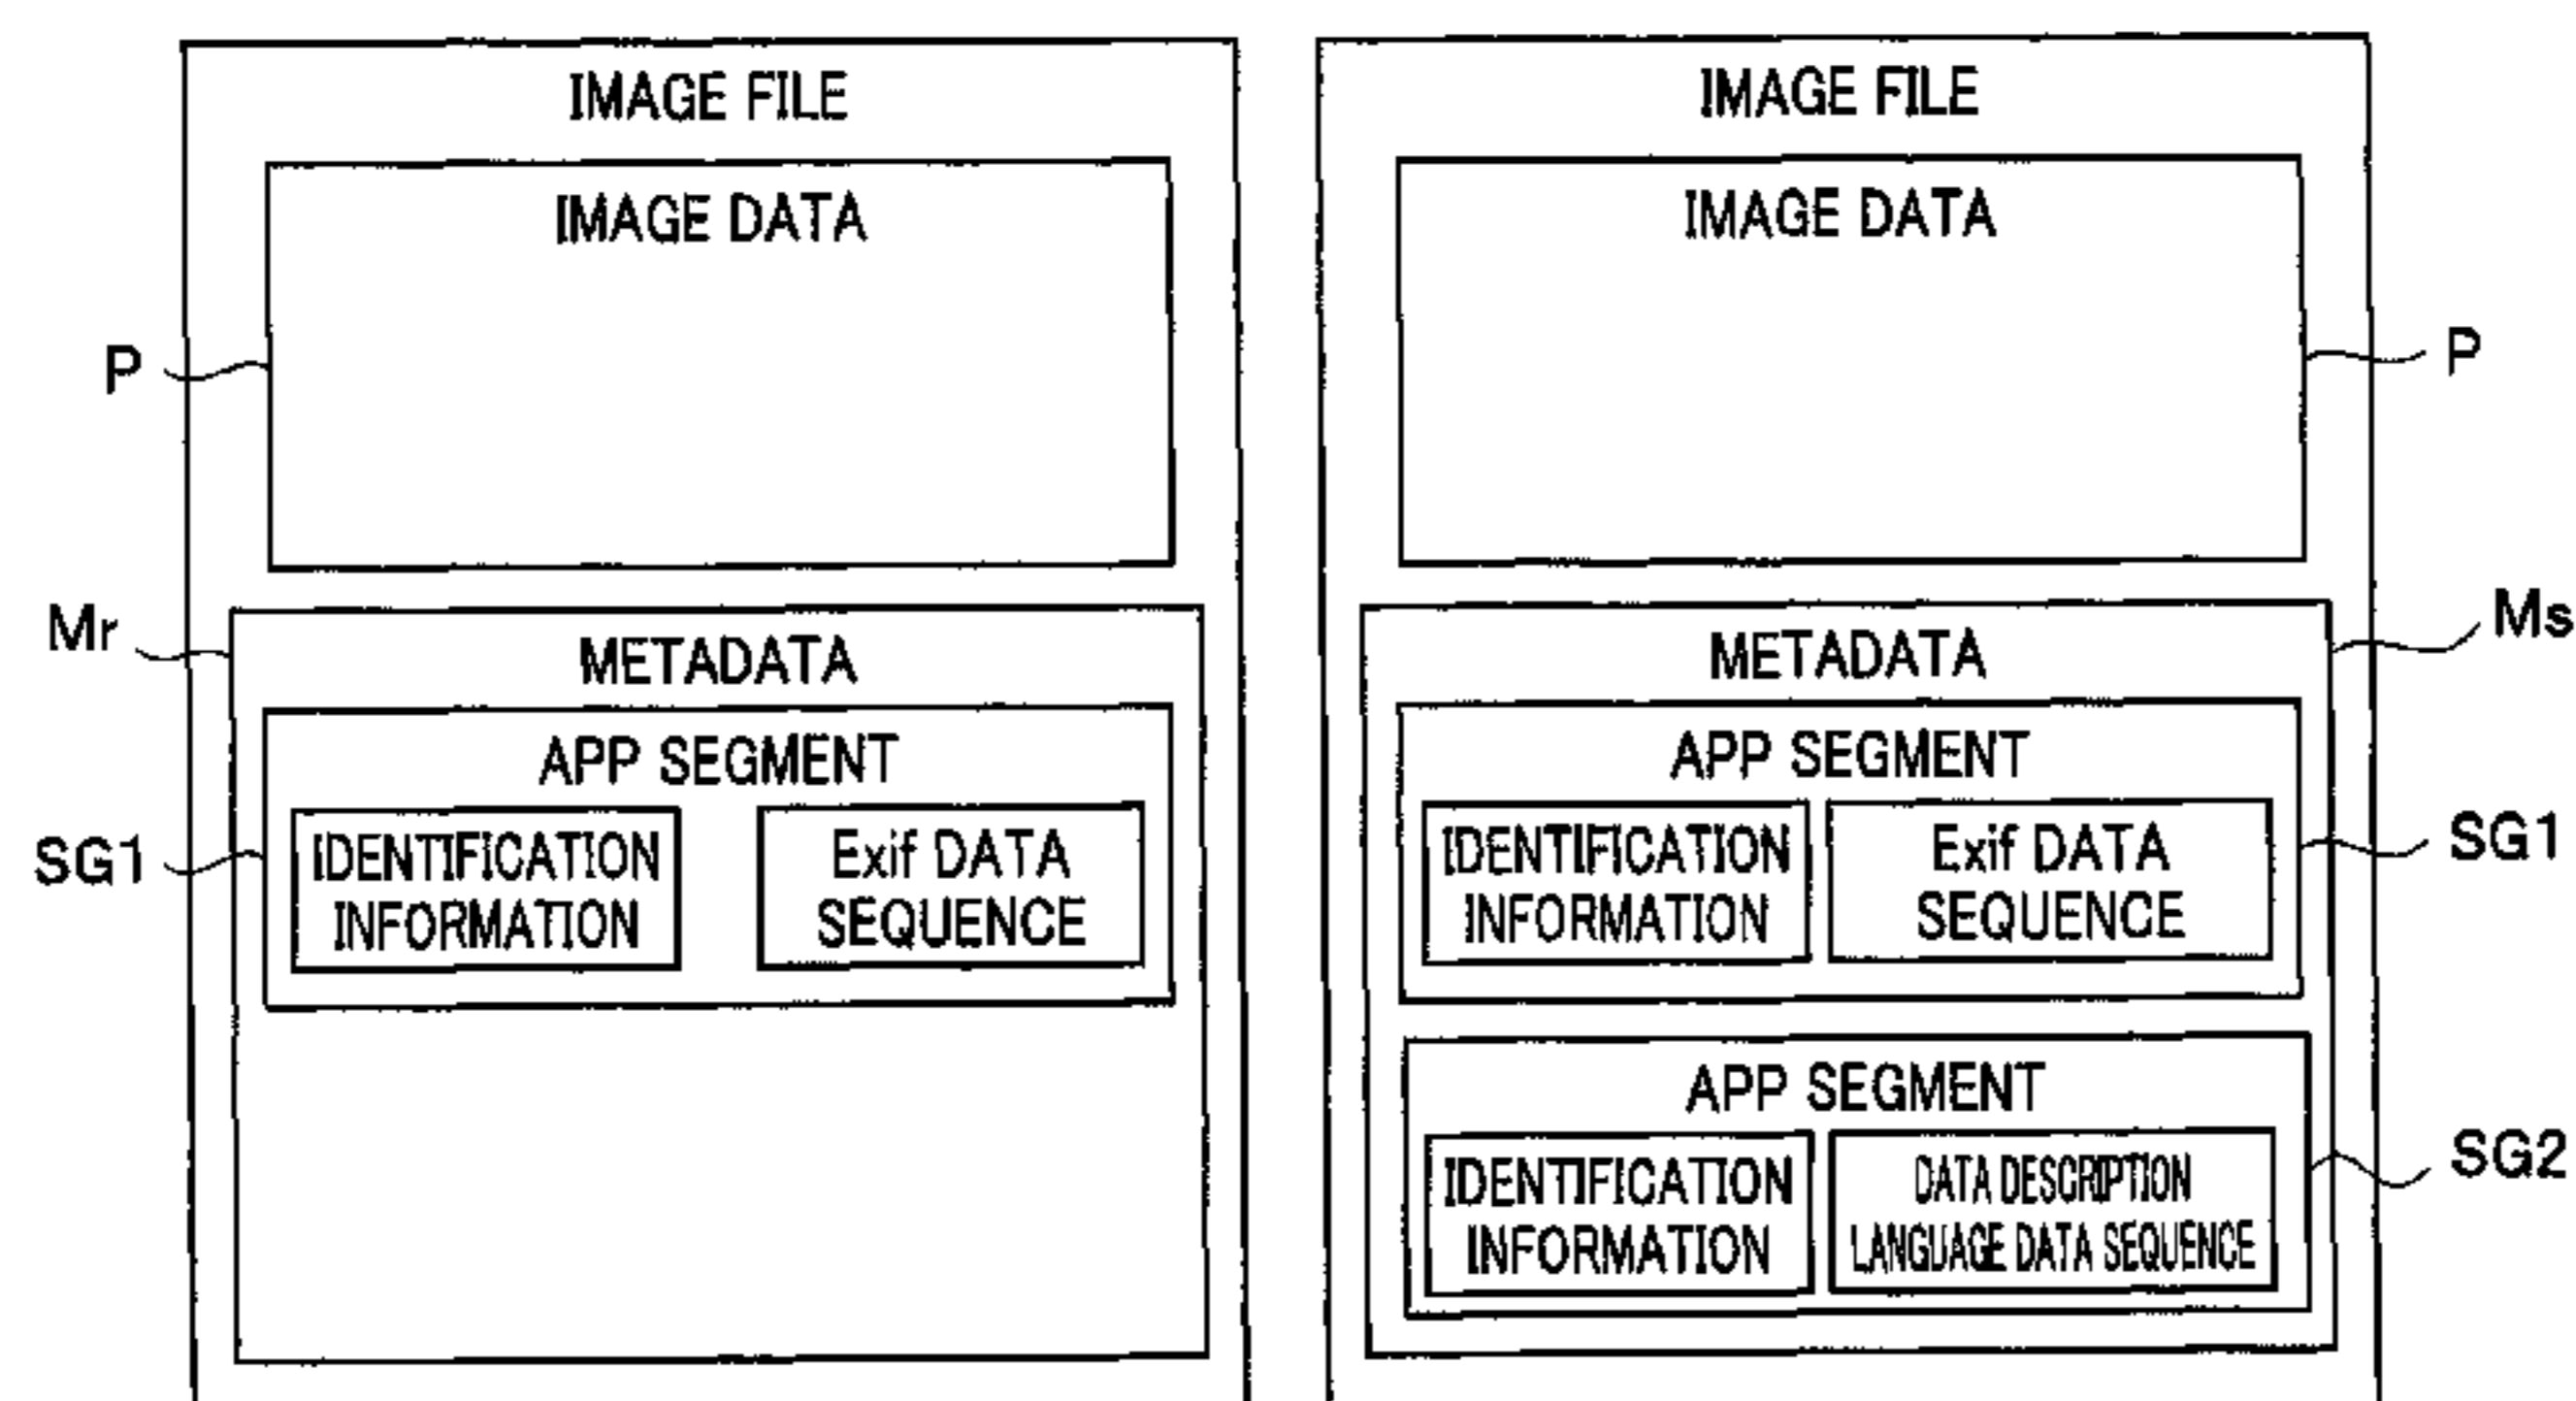 IMAGE FILE
IMAGE DATA
P
Mr
METADATA
APP SEGMENT
SG1
IDENTIFICATION
INFORMATION
Exif DATA
SEQUENCE
IMAGE FILE
IMAGE DATA
P
Ms
METADATA
APP SEGMENT
IDENTIFICATION
INFORMATION
Exif DATA
SEQUENCE
SG1
APP SEGMENT
IDENTIFICATION
INFORMATION
DATA DESCRIPTION
LANGUAGE DATA SEQUENCE
SG2